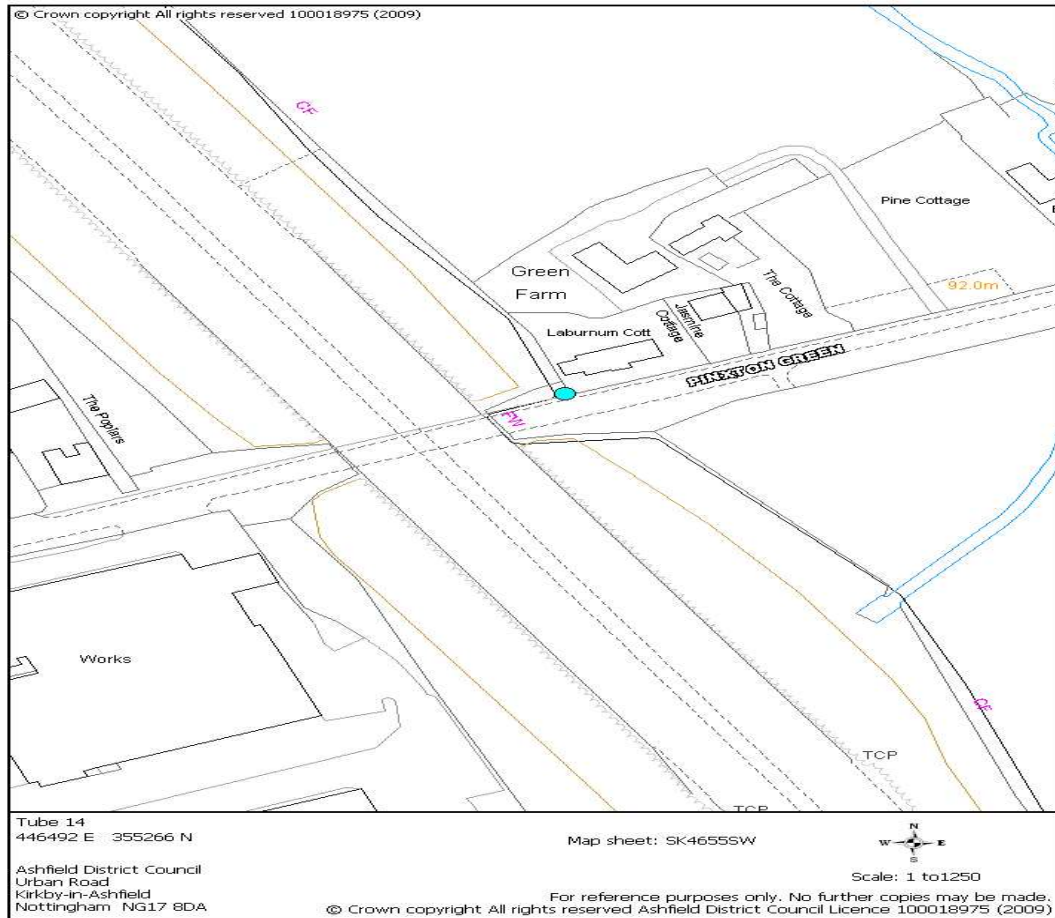 © Crown copyright All rights reserved 100018975 (2009)
CF
Pine Cottage
Green
Farm
The Cottage
92.0m
Jasmine
Cottage
Laburnum Cott
PINXTON GREEN
The Poplars
FW
Works
CF
TCP
TCP
Tube 14
446492 E 355266 N
Map sheet: SK4655SW
N
W E
S
Ashfield District Council
Urban Road
Kirkby-in-Ashfield
Nottingham NG17 8DA
Scale: 1 to1250
For reference purposes only. No further copies may be made.
© Crown copyright All rights reserved Ashfield District Council Licence 100018975 (2009)